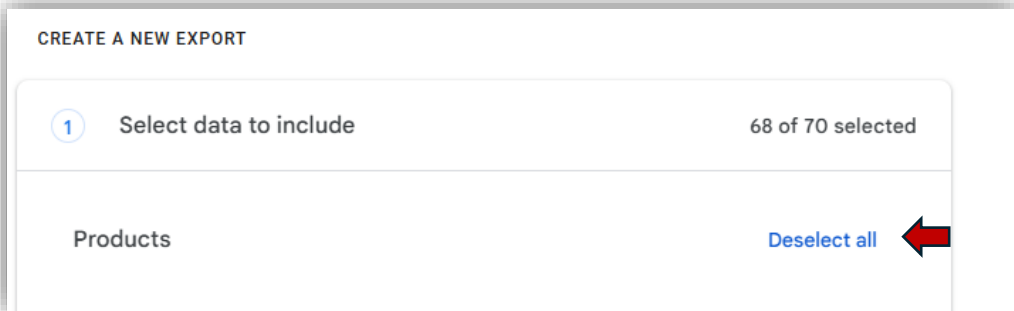 CREATE A NEW EXPORT
1 Select data to include 68 of 70 selected
Products Deselect all